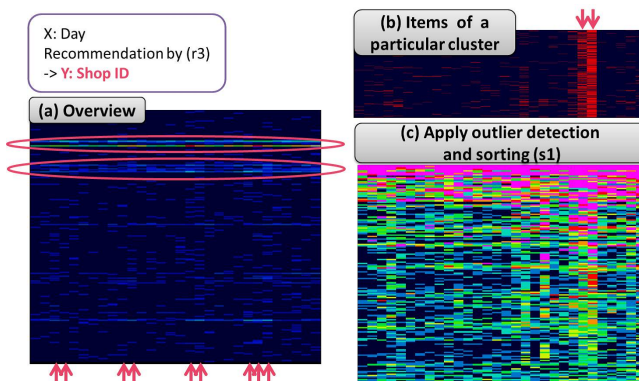 X: Day
Recommendation by (r3)
-> Y: Shop ID
(a) Overview
(b) Items of a
particular cluster
(c) Apply outlier detection
and sorting (s1)